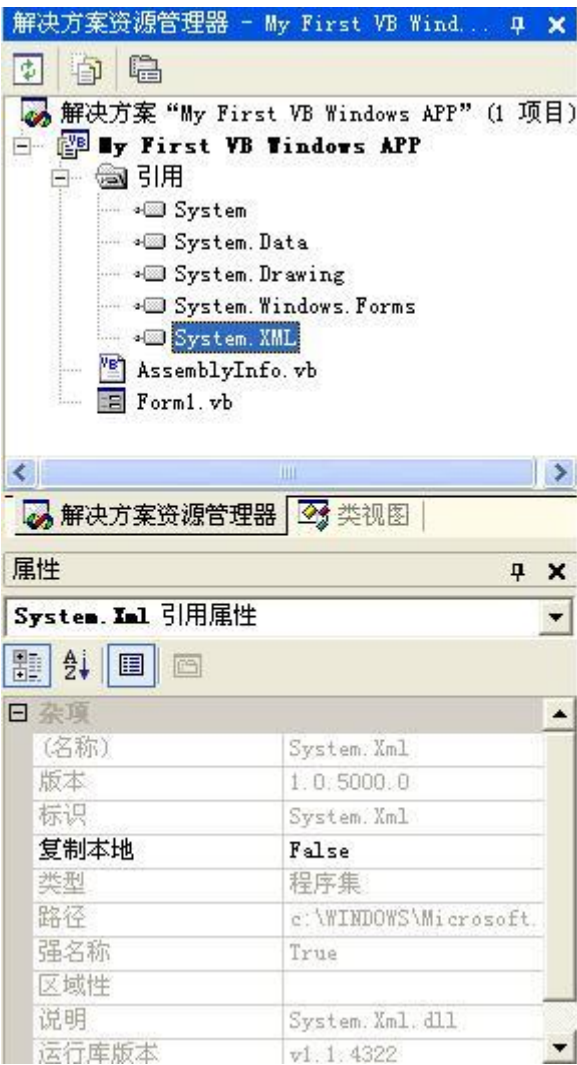 解决方案资源管理器 - My First VB Wind...
解决方案 “My First VB Windows APP” (1 项目)
My First VB Windows APP
引用
System
System.Data
System.Drawing
System.Windows.Forms
System.XML
AssemblyInfo.vb
Form1.vb
解决方案资源管理器 类视图
属性
System.Xml 引用属性
杂项
(名称) System.Xml
版本 1.0.5000.0
标识 System.Xml
复制本地 False
类型 程序集
路径 c:\WINDOWS\Microsoft.
强名称 True
区域性
说明 System.Xml.dll
运行库版本 v1.1.4322